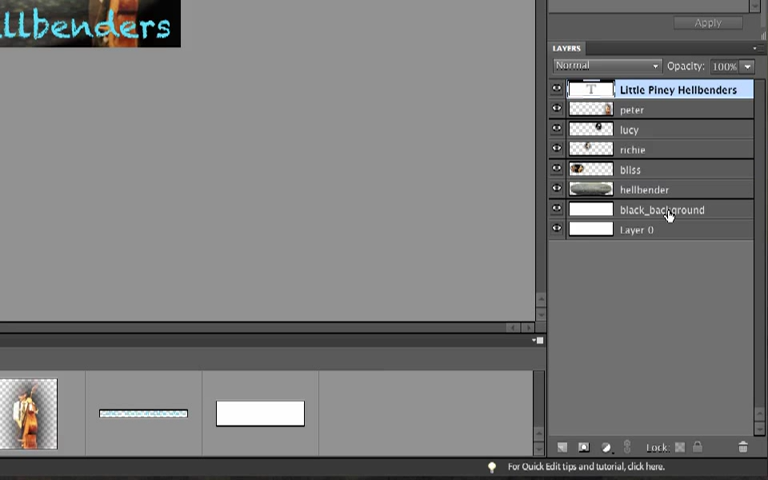 llbenders
Apply
LAYERS
Normal Opacity: 100%
T Little Piney Hellbenders
peter
lucy
richie
bliss
hellbender
black_background
Layer 0
Lock:
For Quick Edit tips and tutorial, click here.